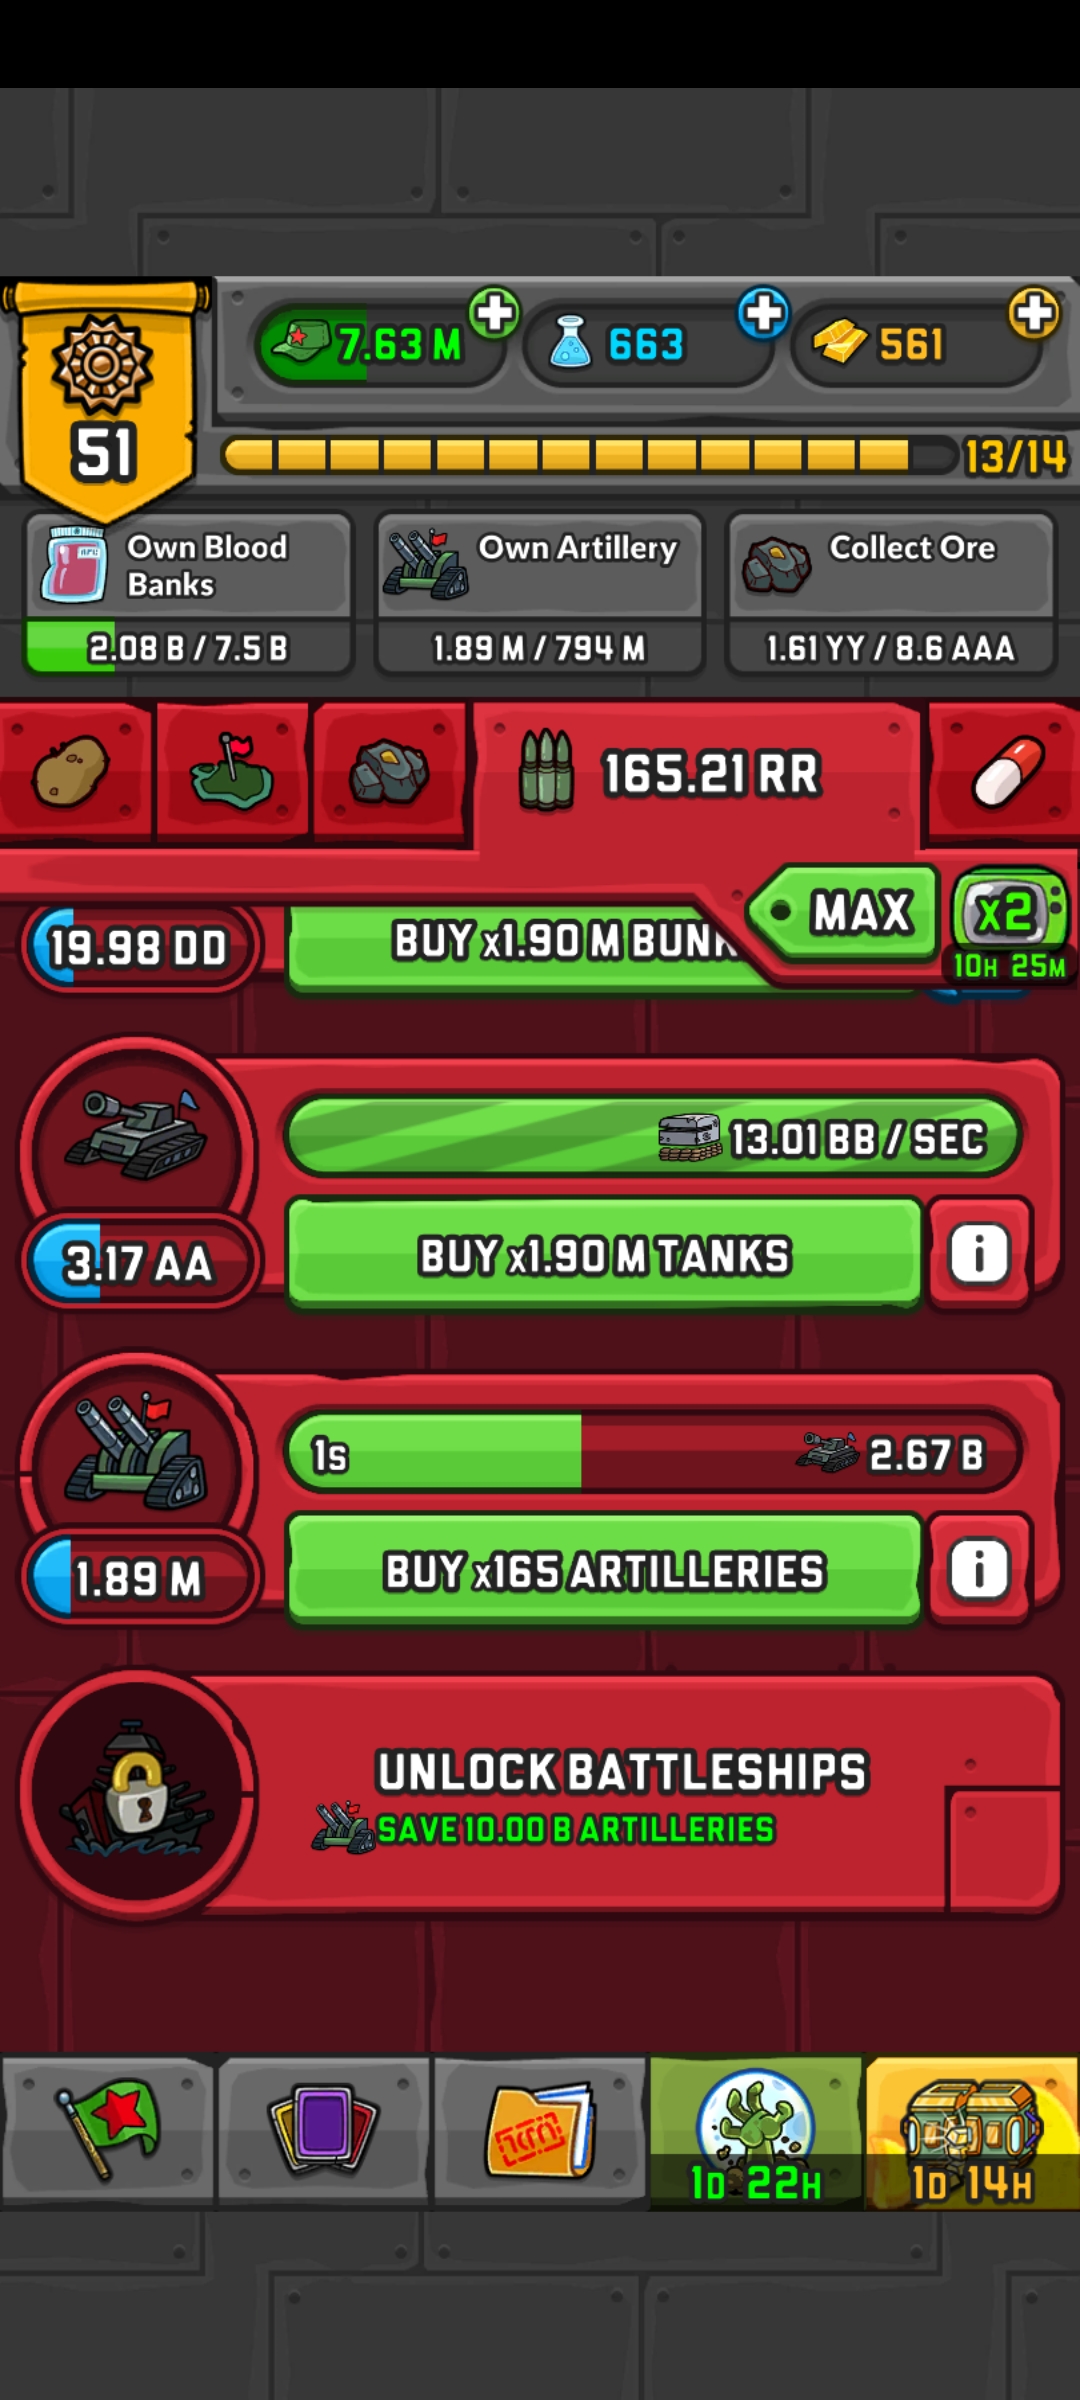 7.63 M
663
561
51
13/14
Own Blood
Banks
2.08 B / 7.5 B
Own Artillery
1.89 M / 794 M
Collect Ore
1.61 YY / 8.6 AAA
165.21 RR
MAX
x2
10H 25M
19.98 DD
BUY x1.90 M BUNK
13.01 BB / SEC
3.17 AA
BUY x1.90 M TANKS
i
1s
2.67 B
1.89 M
BUY x165 ARTILLERIES
i
UNLOCK BATTLESHIPS
SAVE 10.00 B ARTILLERIES
1D 22H
1D 14H